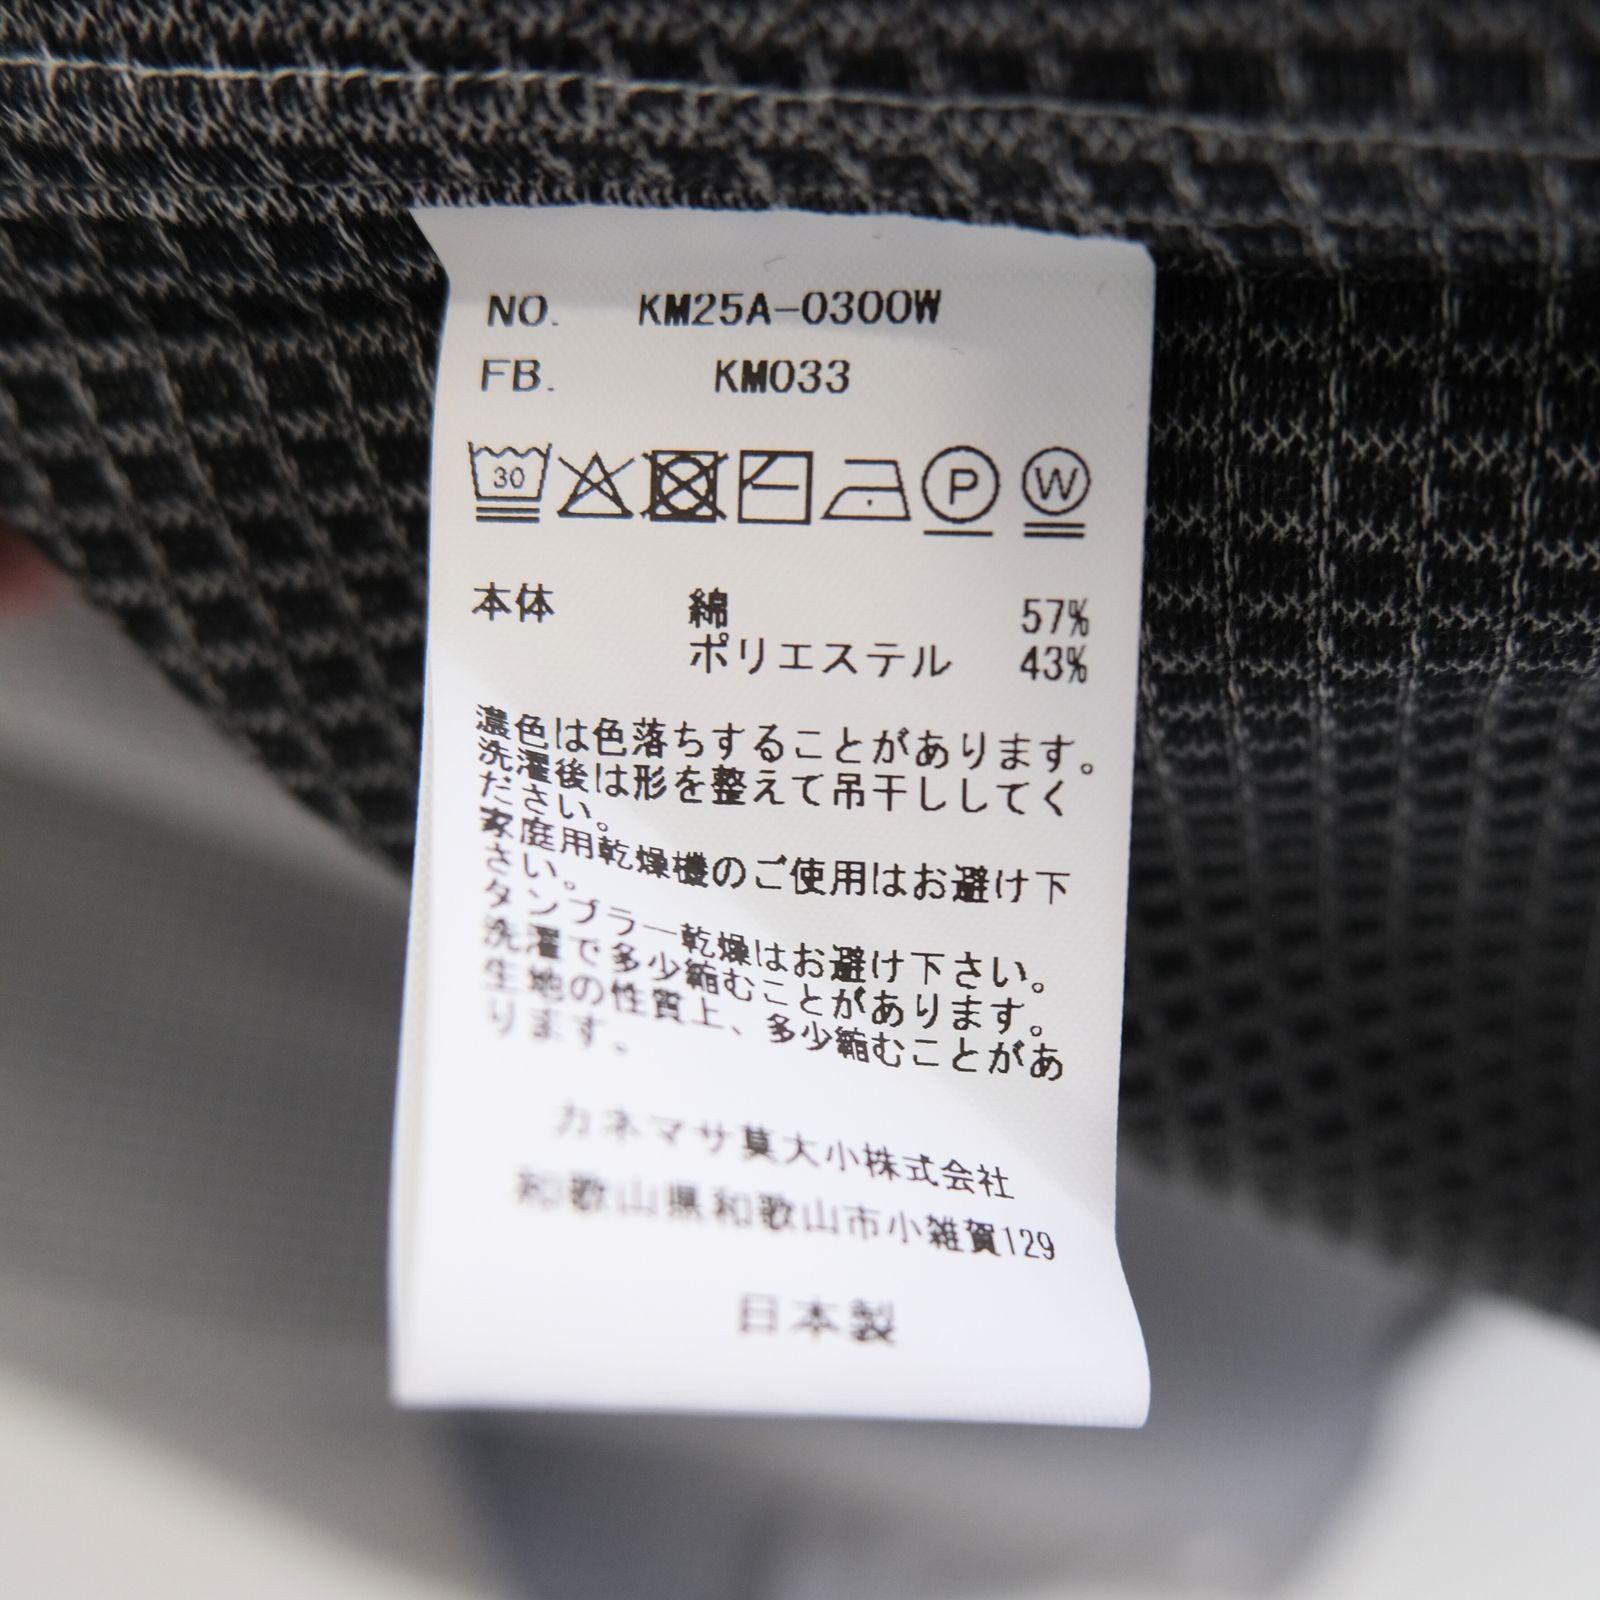 NO. KM25A-0300W
FB. KM033
30 P W
本体 綿 57%
ポリエステル 43%
濃色は色落ちすることがあります。
洗濯後は形を整えて吊干ししてく
ださい。
家庭用乾燥機のご使用はお避け下
さい。
タンブラー乾燥はお避け下さい。
洗濯で多少縮むことがあります。
生地の性質上、多少縮むことがあ
ります。
カネマサ莫大小株式会社
和歌山県和歌山市小雑賀129
日本製